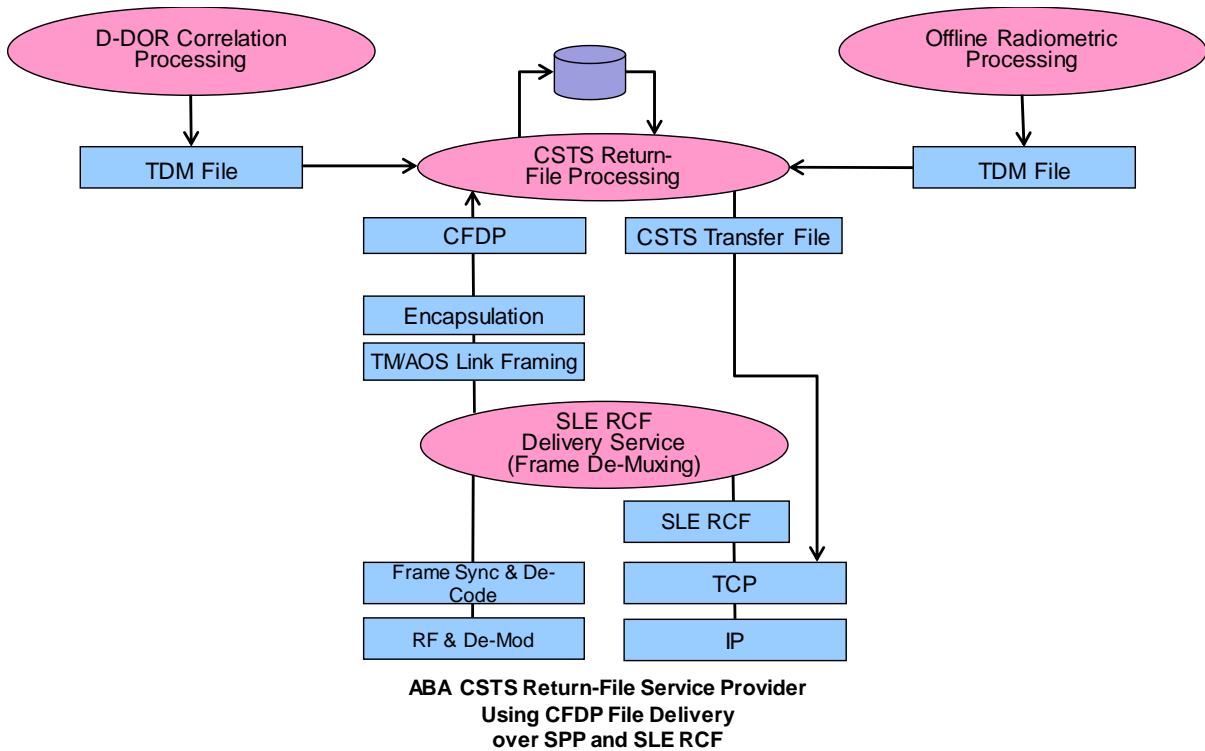 D-DOR Correlation
Processing
Offline Radiometric
Processing
TDM File
CSTS Return-
File Processing
TDM File
CFDP
CSTS Transfer File
Encapsulation
TM/AOS Link Framing
SLE RCF
Delivery Service
(Frame De-Muxing)
SLE RCF
Frame Sync & De-
Code
TCP
RF & De-Mod
IP
ABA CSTS Return-File Service Provider
Using CFDP File Delivery
over SPP and SLE RCF